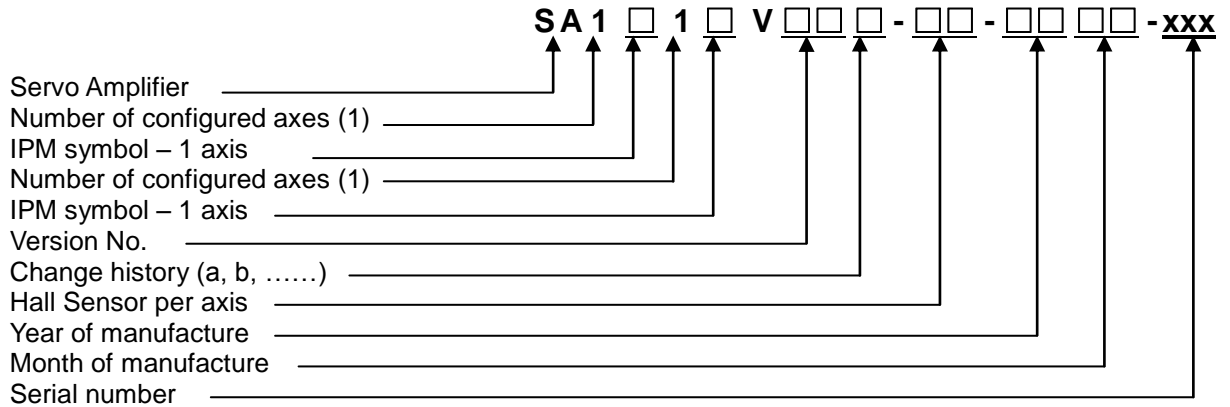 SA1 □ 1 □ V □□ □ - □□ - □□ □□ - xxx
Servo Amplifier
Number of configured axes (1)
IPM symbol – 1 axis
Number of configured axes (1)
IPM symbol – 1 axis
Version No.
Change history (a, b, ……)
Hall Sensor per axis
Year of manufacture
Month of manufacture
Serial number